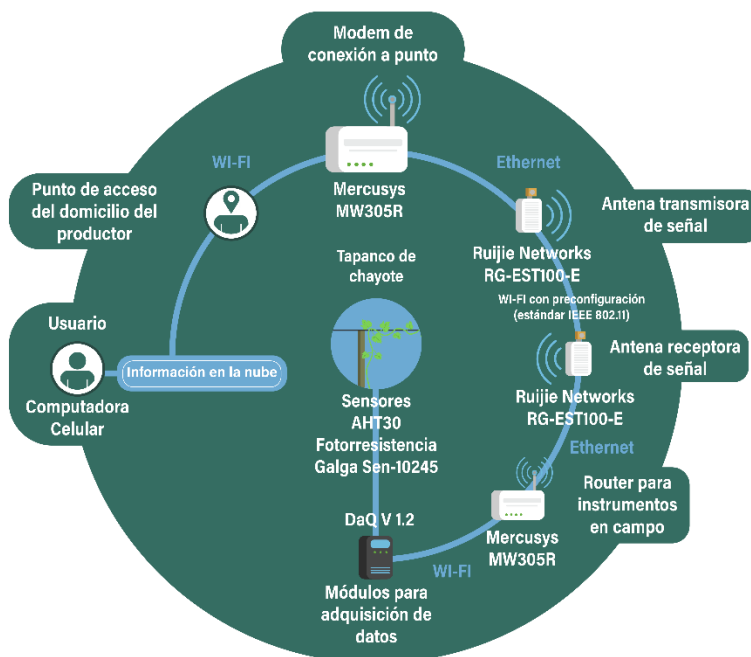 Modem de
conexión a punto
WI-FI
Ethernet
Mercusys
MW305R
Punto de acceso
del domicilio del
productor
Antena transmisora
de señal
Ruijie Networks
RG-EST100-E
WI-FI con preconfiguración
(estándar IEEE 802.11)
Tapanco de
chayote
Usuario
Información en la nube
Computadora
Celular
Antena receptora
de señal
Ruijie Networks
RG-EST100-E
Sensores
AHT30
Fotorresistencia
Galga Sen-10245
Ethernet
Router para
instrumentos
en campo
Mercusys
MW305R
DaQ V 1.2
WI-FI
Módulos para
adquisición de
datos